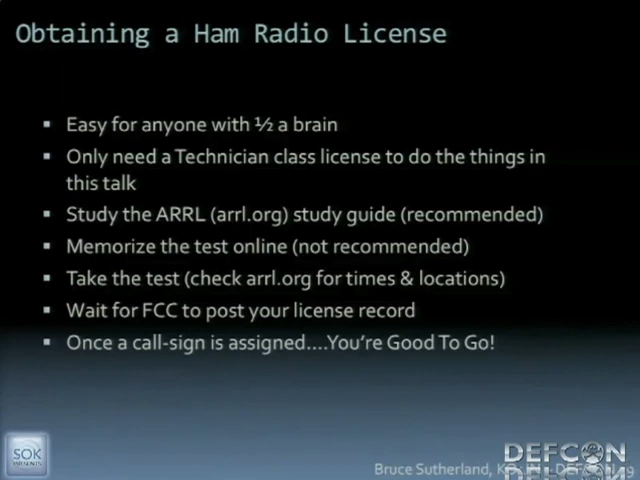 Obtaining a Ham Radio License
▪ Easy for anyone with ½ a brain
▪ Only need a Technician class license to do the things in
this talk
▪ Study the ARRL (arrl.org) study guide (recommended)
▪ Memorize the test online (not recommended)
▪ Take the test (check arrl.org for times & locations)
▪ Wait for FCC to post your license record
▪ Once a call-sign is assigned....You're Good To Go!
SOK
PRESENTS
DEFCON
Bruce Sutherland,